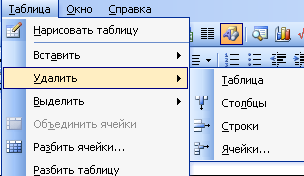 Таблица Окно Справка
Нарисовать таблицу
Вставить
Удалить
Таблица
Столбцы
Выделить
Строки
Объединить ячейки
Ячейки...
Разбить ячейки...
Разбить таблицу